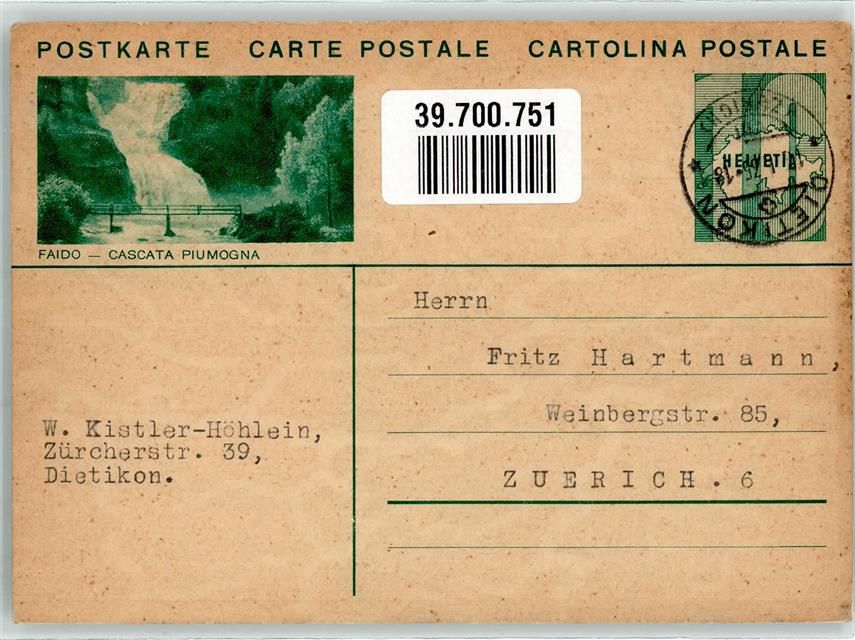 POSTKARTE CARTE POSTALE CARTOLINA POSTALE
39.700.751
HELVETIA
DIETIKON
FAIDO — CASCATA PIUMOGNA
Herrn
Fritz Hartmann,
Weinbergstr. 85,
ZUERICH. 6
W. Kistler-Höhlein,
Zürcherstr. 39,
Dietikon.